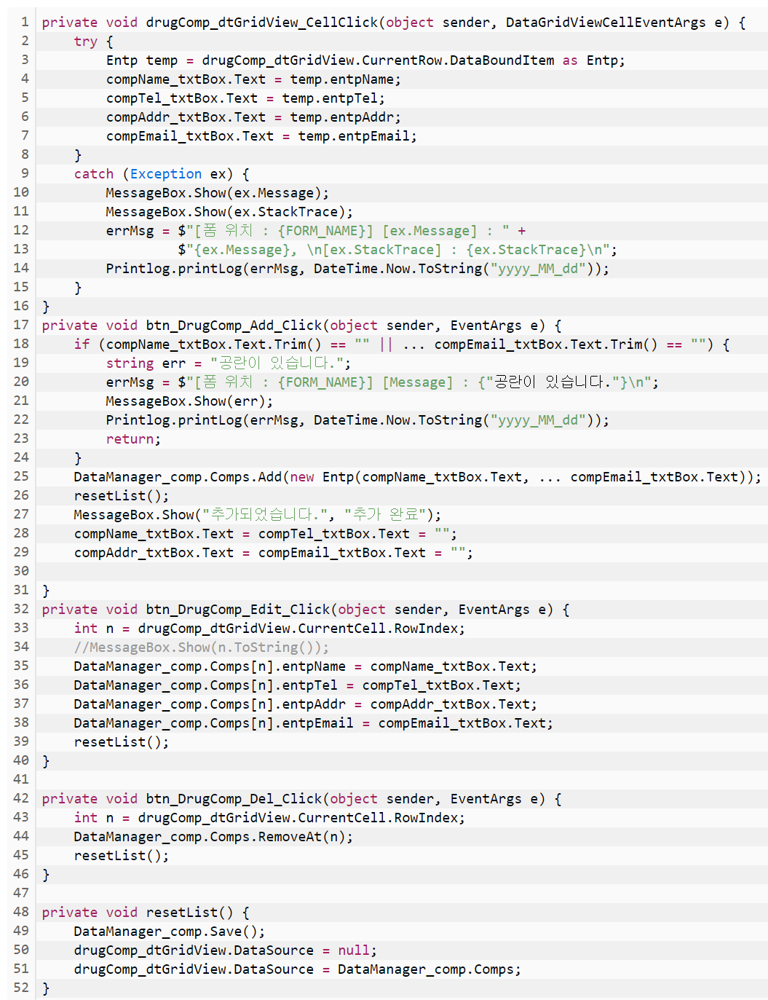 1 private void drugComp_dtGridView_CellClick(object sender, DataGridViewCellEventArgs e) {
2     try {
3         Entp temp = drugComp_dtGridView.CurrentRow.DataBoundItem as Entp;
4         compName_txtBox.Text = temp.entpName;
5         compTel_txtBox.Text = temp.entpTel;
6         compAddr_txtBox.Text = temp.entpAddr;
7         compEmail_txtBox.Text = temp.entpEmail;
8     }
9     catch (Exception ex) {
10         MessageBox.Show(ex.Message);
11         MessageBox.Show(ex.StackTrace);
12         errMsg = $"[폼 위치 : {FORM_NAME}] [ex.Message] : " +
13                  $"{ex.Message}, \n[ex.StackTrace] : {ex.StackTrace}\n";
14         Printlog.printLog(errMsg, DateTime.Now.ToString("yyyy_MM_dd"));
15     }
16 }
17 private void btn_DrugComp_Add_Click(object sender, EventArgs e) {
18     if (compName_txtBox.Text.Trim() == "" || ... compEmail_txtBox.Text.Trim() == "") {
19         string err = "공란이 있습니다.";
20         errMsg = $"[폼 위치 : {FORM_NAME}] [Message] : {"공란이 있습니다."}\n";
21         MessageBox.Show(err);
22         Printlog.printLog(errMsg, DateTime.Now.ToString("yyyy_MM_dd"));
23         return;
24     }
25     DataManager_comp.Comps.Add(new Entp(compName_txtBox.Text, ... compEmail_txtBox.Text));
26     resetList();
27     MessageBox.Show("추가되었습니다.", "추가 완료");
28     compName_txtBox.Text = compTel_txtBox.Text = "";
29     compAddr_txtBox.Text = compEmail_txtBox.Text = "";
30
31 }
32 private void btn_DrugComp_Edit_Click(object sender, EventArgs e) {
33     int n = drugComp_dtGridView.CurrentCell.RowIndex;
34     //MessageBox.Show(n.ToString());
35     DataManager_comp.Comps[n].entpName = compName_txtBox.Text;
36     DataManager_comp.Comps[n].entpTel = compTel_txtBox.Text;
37     DataManager_comp.Comps[n].entpAddr = compAddr_txtBox.Text;
38     DataManager_comp.Comps[n].entpEmail = compEmail_txtBox.Text;
39     resetList();
40 }
41
42 private void btn_DrugComp_Del_Click(object sender, EventArgs e) {
43     int n = drugComp_dtGridView.CurrentCell.RowIndex;
44     DataManager_comp.Comps.RemoveAt(n);
45     resetList();
46 }
47
48 private void resetList() {
49     DataManager_comp.Save();
50     drugComp_dtGridView.DataSource = null;
51     drugComp_dtGridView.DataSource = DataManager_comp.Comps;
52 }